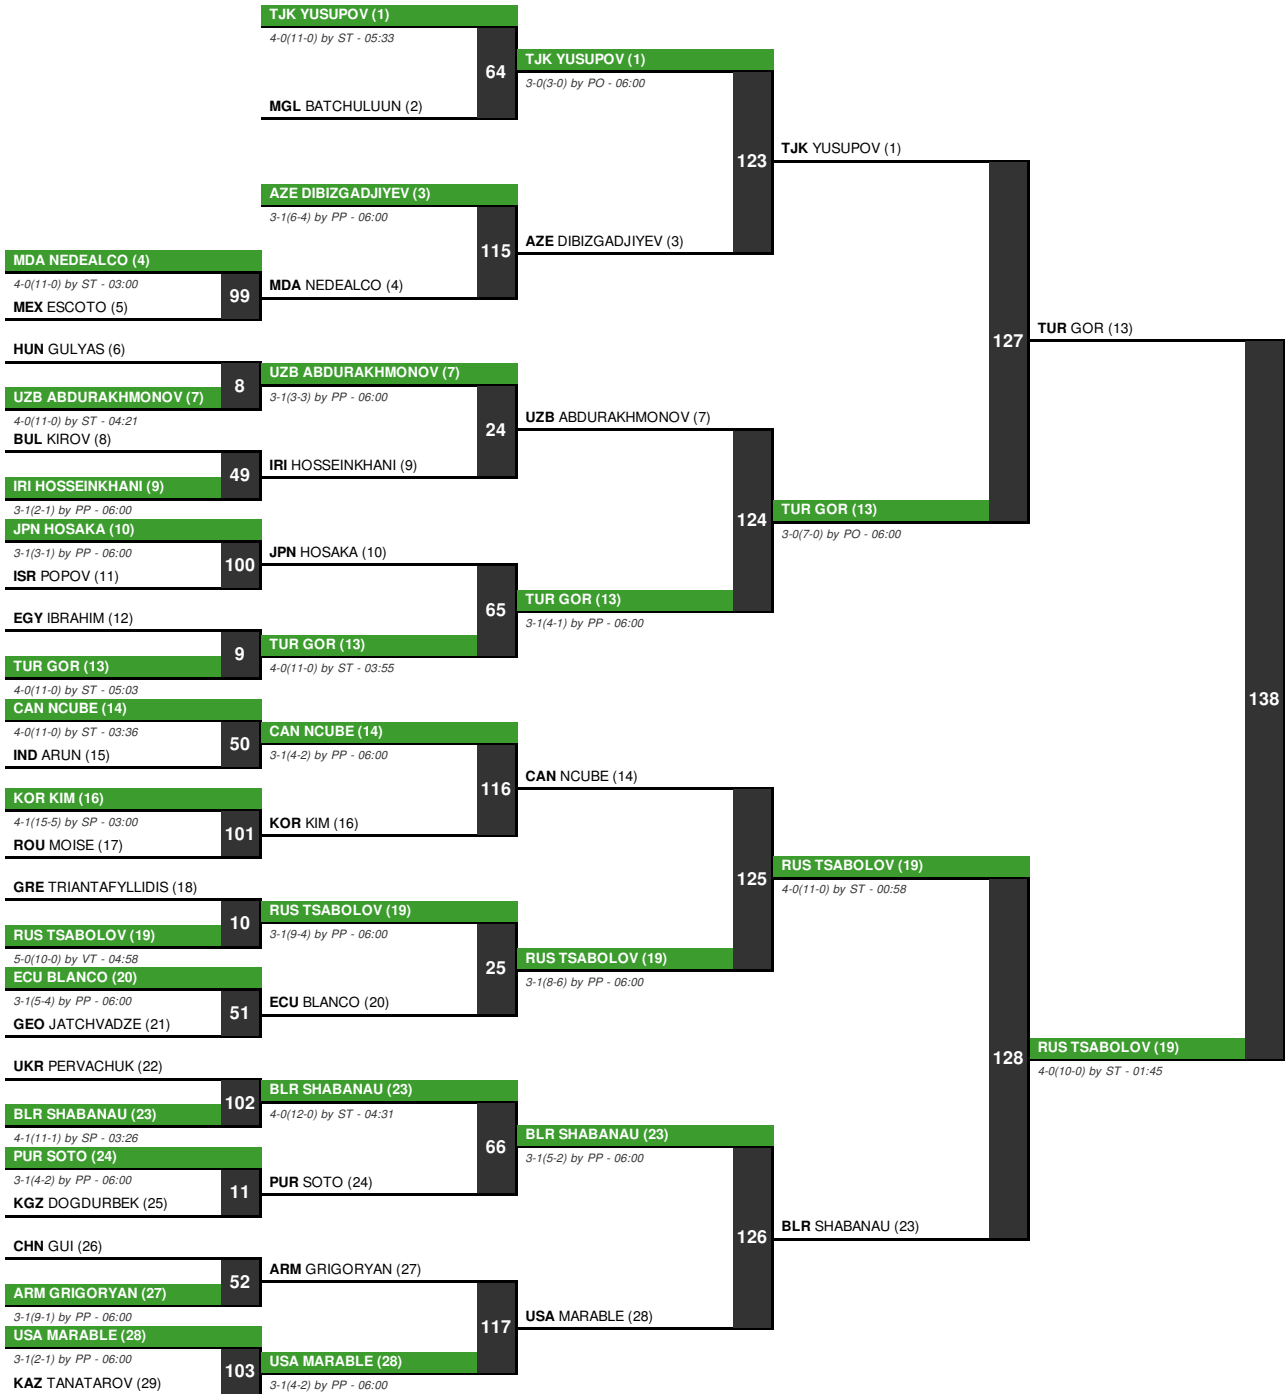 TJK YUSUPOV (1)
4-0(11-0) by ST - 05:33
64
MGL BATCHULUUN (2)
TJK YUSUPOV (1)
3-0(3-0) by PO - 06:00
123
TJK YUSUPOV (1)
AZE DIBIZGADJIYEV (3)
3-1(6-4) by PP - 06:00
115
AZE DIBIZGADJIYEV (3)
MDA NEDEALCO (4)
4-0(11-0) by ST - 03:00
99
MEX ESCOTO (5)
MDA NEDEALCO (4)
127
TUR GOR (13)
HUN GULYAS (6)
8
UZB ABDURAKHMONOV (7)
4-0(11-0) by ST - 04:21
UZB ABDURAKHMONOV (7)
3-1(3-3) by PP - 06:00
24
UZB ABDURAKHMONOV (7)
BUL KIROV (8)
49
IRI HOSSEINKHANI (9)
3-1(2-1) by PP - 06:00
IRI HOSSEINKHANI (9)
124
TUR GOR (13)
3-0(7-0) by PO - 06:00
JPN HOSAKA (10)
3-1(3-1) by PP - 06:00
100
ISR POPOV (11)
JPN HOSAKA (10)
65
TUR GOR (13)
3-1(4-1) by PP - 06:00
EGY IBRAHIM (12)
9
TUR GOR (13)
4-0(11-0) by ST - 05:03
TUR GOR (13)
4-0(11-0) by ST - 03:55
138
CAN NCUBE (14)
4-0(11-0) by ST - 03:36
50
IND ARUN (15)
CAN NCUBE (14)
3-1(4-2) by PP - 06:00
116
CAN NCUBE (14)
KOR KIM (16)
4-1(15-5) by SP - 03:00
101
ROU MOISE (17)
KOR KIM (16)
125
RUS TSABOLOV (19)
4-0(11-0) by ST - 00:58
GRE TRIANTAFYLLIDIS (18)
10
RUS TSABOLOV (19)
5-0(10-0) by VT - 04:58
RUS TSABOLOV (19)
3-1(9-4) by PP - 06:00
25
RUS TSABOLOV (19)
3-1(8-6) by PP - 06:00
ECU BLANCO (20)
3-1(5-4) by PP - 06:00
51
GEO JATCHVADZE (21)
ECU BLANCO (20)
128
RUS TSABOLOV (19)
4-0(10-0) by ST - 01:45
UKR PERVACHUK (22)
102
BLR SHABANAU (23)
4-1(11-1) by SP - 03:26
BLR SHABANAU (23)
4-0(12-0) by ST - 04:31
66
BLR SHABANAU (23)
3-1(5-2) by PP - 06:00
PUR SOTO (24)
3-1(4-2) by PP - 06:00
11
KGZ DOGDURBEK (25)
PUR SOTO (24)
126
BLR SHABANAU (23)
CHN GUI (26)
52
ARM GRIGORYAN (27)
3-1(9-1) by PP - 06:00
ARM GRIGORYAN (27)
117
USA MARABLE (28)
USA MARABLE (28)
3-1(2-1) by PP - 06:00
103
KAZ TANATAROV (29)
USA MARABLE (28)
3-1(4-2) by PP - 06:00